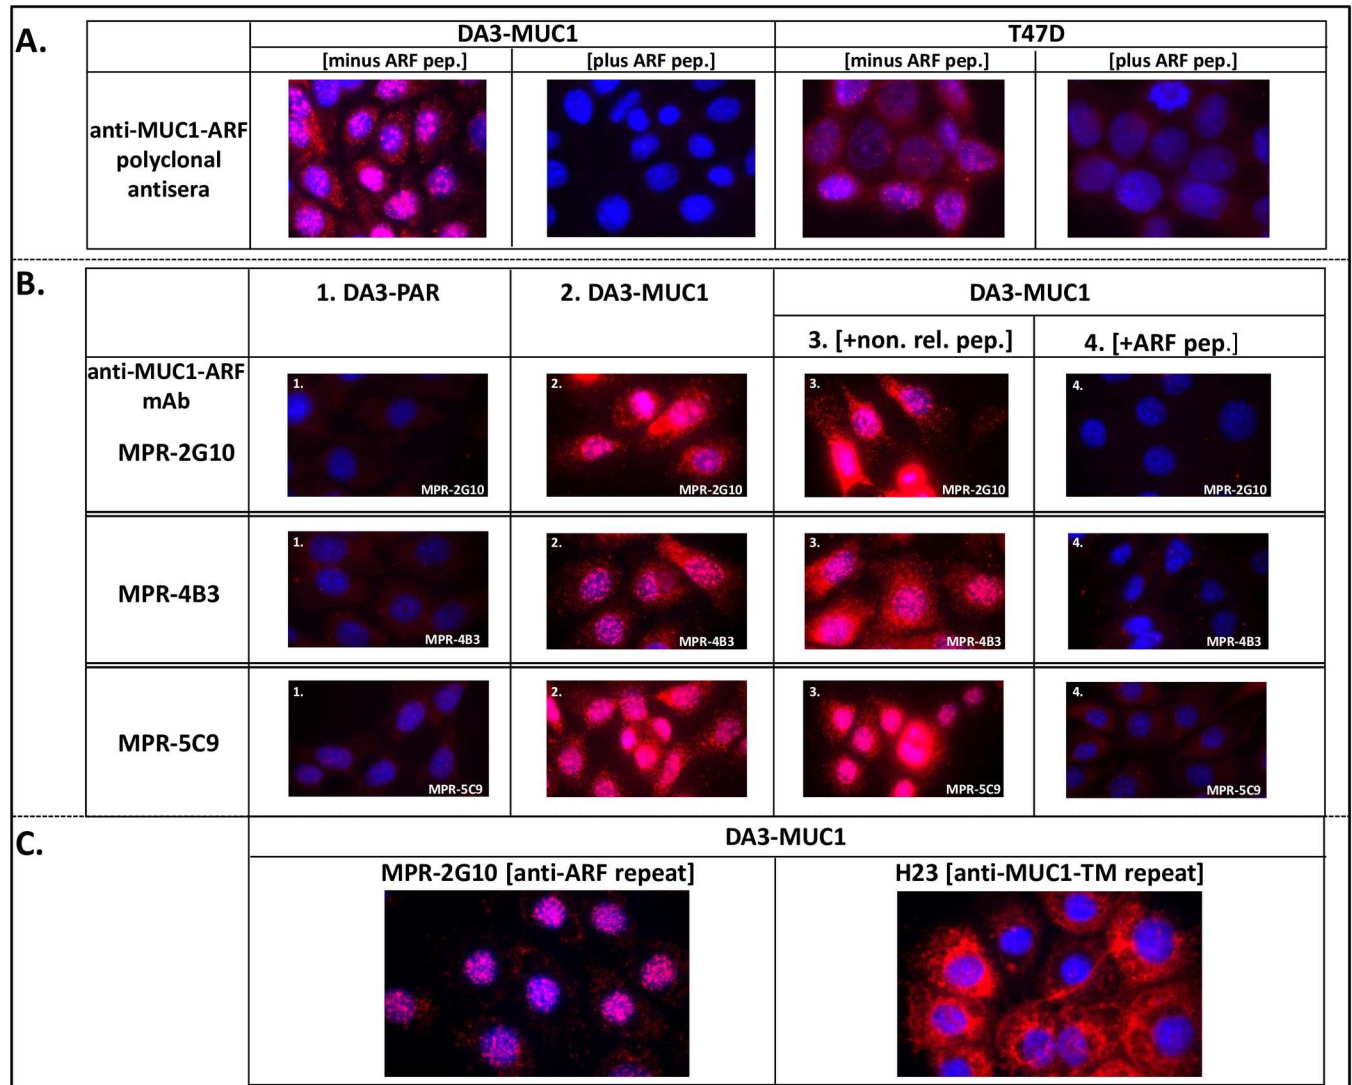 A.
DA3-MUC1
T47D
[minus ARF pep.]
[plus ARF pep.]
[minus ARF pep.]
[plus ARF pep.]
anti-MUC1-ARF
polyclonal
antisera
B.
1. DA3-PAR
2. DA3-MUC1
DA3-MUC1
3. [+non. rel. pep.]
4. [+ARF pep.]
anti-MUC1-ARF
mAb
MPR-2G10
1.
MPR-2G10
2.
MPR-2G10
3.
MPR-2G10
4.
MPR-2G10
MPR-4B3
1.
MPR-4B3
2.
MPR-4B3
3.
MPR-4B3
4.
MPR-4B3
MPR-5C9
1.
MPR-5C9
2.
MPR-5C9
3.
MPR-5C9
4.
MPR-5C9
C.
DA3-MUC1
MPR-2G10 [anti-ARF repeat]
H23 [anti-MUC1-TM repeat]